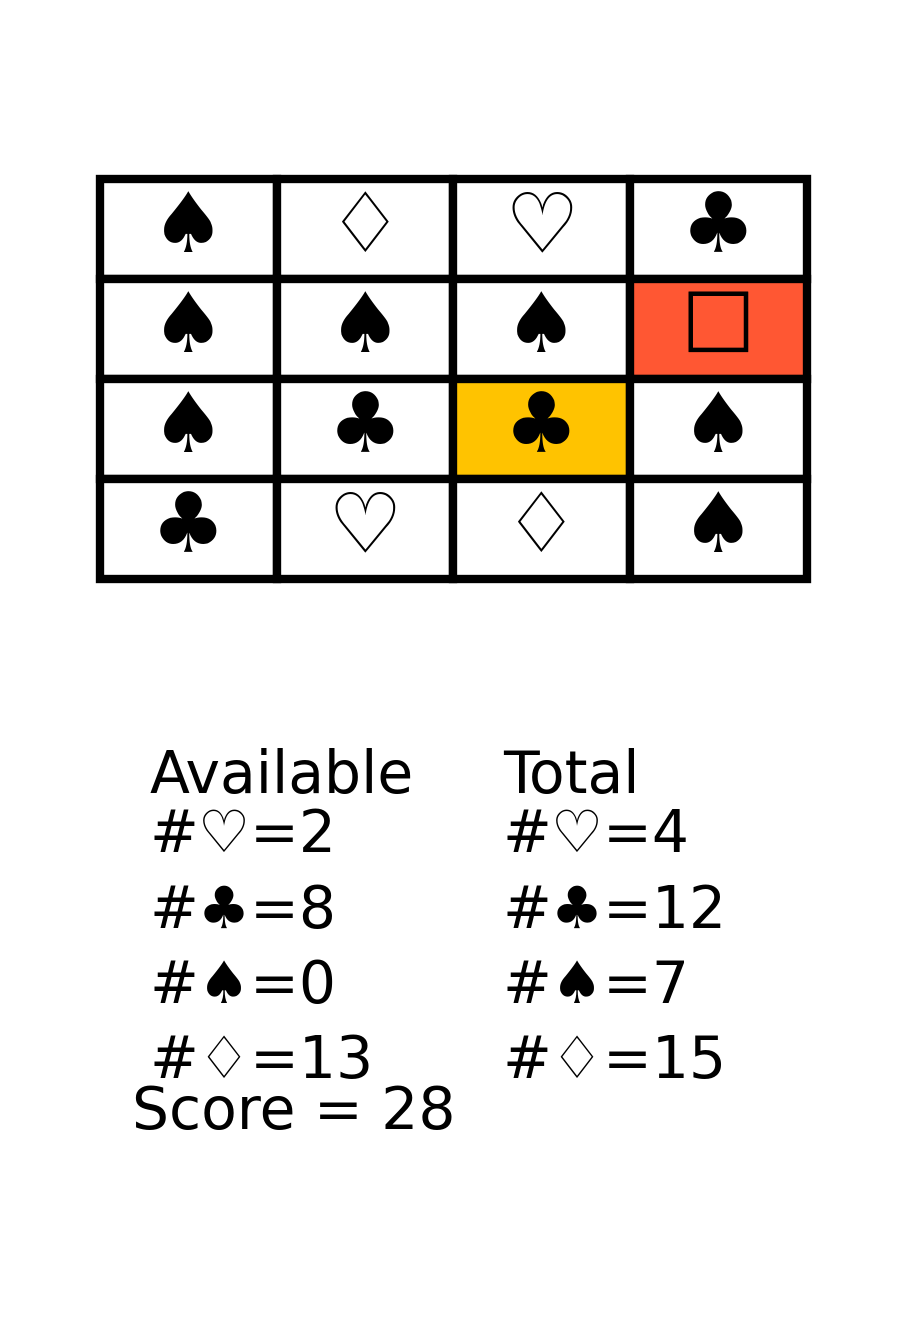 ♠ ♢ ♡ ♣
♠ ♠ ♠ □
♠ ♣ ♣ ♠
♣ ♡ ♢ ♠
Available Total
#♡=2 #♡=4
#♣=8 #♣=12
#♠=0 #♠=7
#♢=13 #♢=15
Score = 28